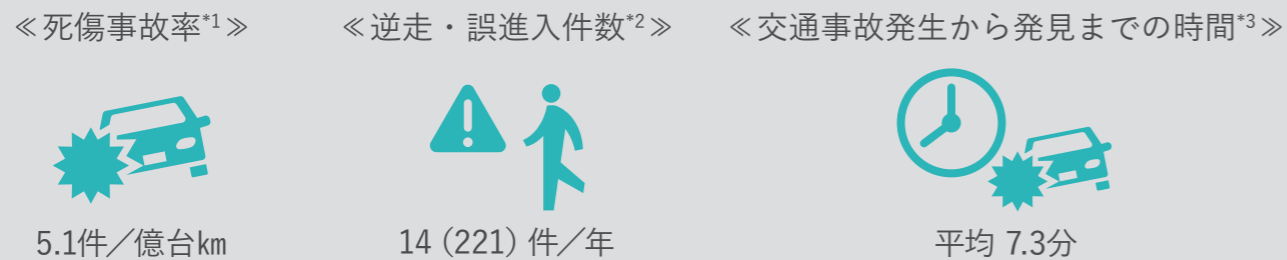 ≪死傷事故率*1≫
≪逆走・誤進入件数*2≫
≪交通事故発生から発見までの時間*3≫
5.1件／億台km
14（221）件／年
平均 7.3分